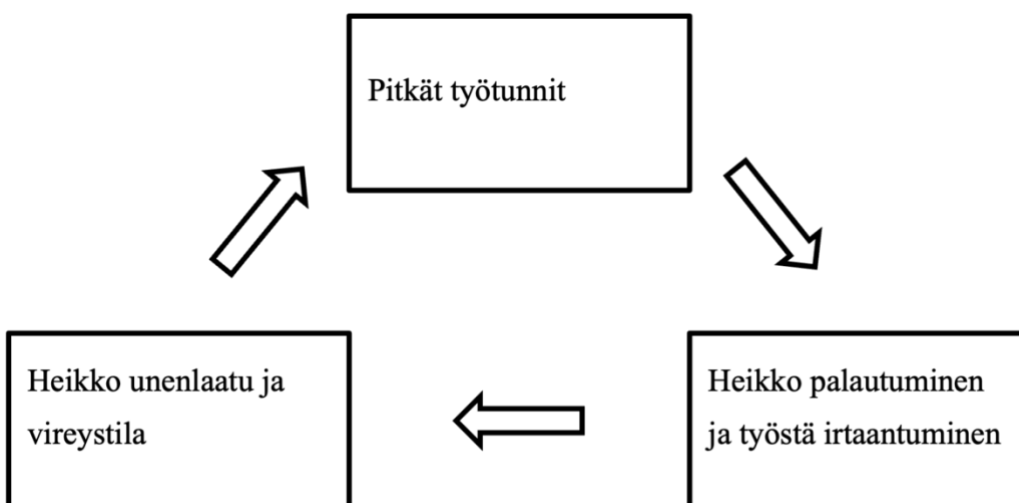 Pitkät työtunnit
Heikko unenlaatu ja
vireystila
Heikko palautuminen
ja työstä irtaantuminen